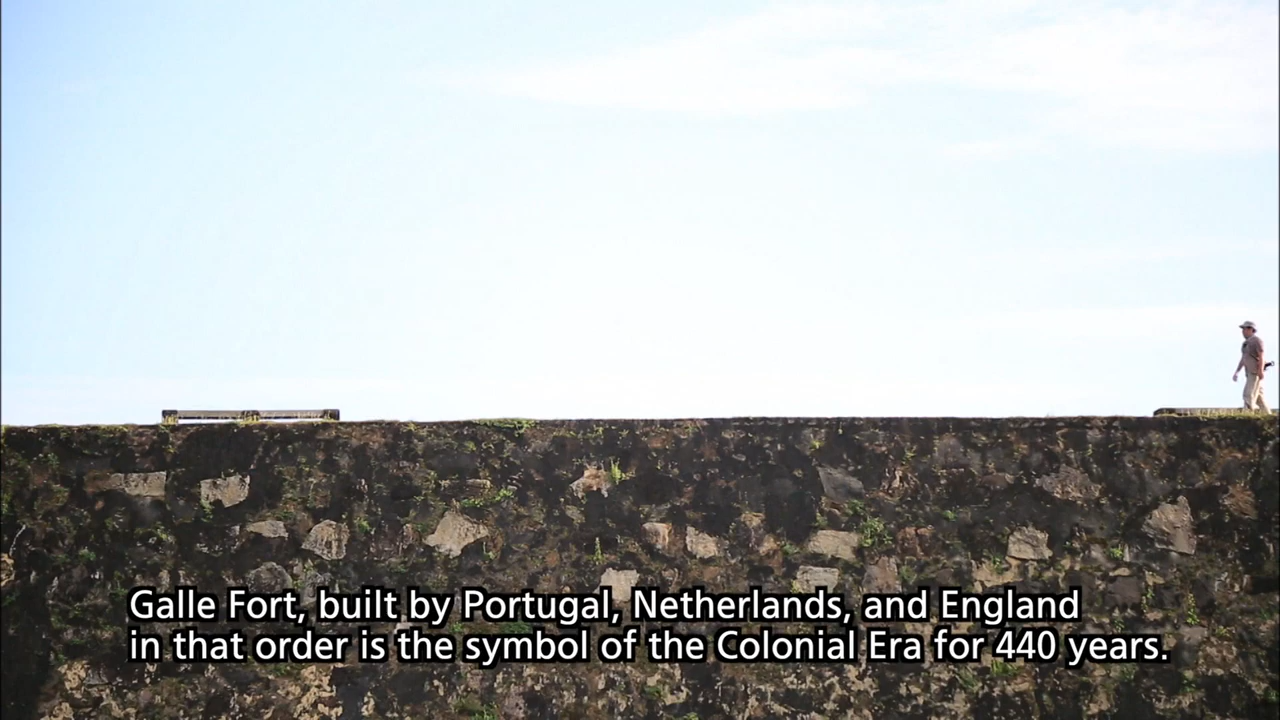 Galle Fort, built by Portugal, Netherlands, and England
in that order is the symbol of the Colonial Era for 440 years.